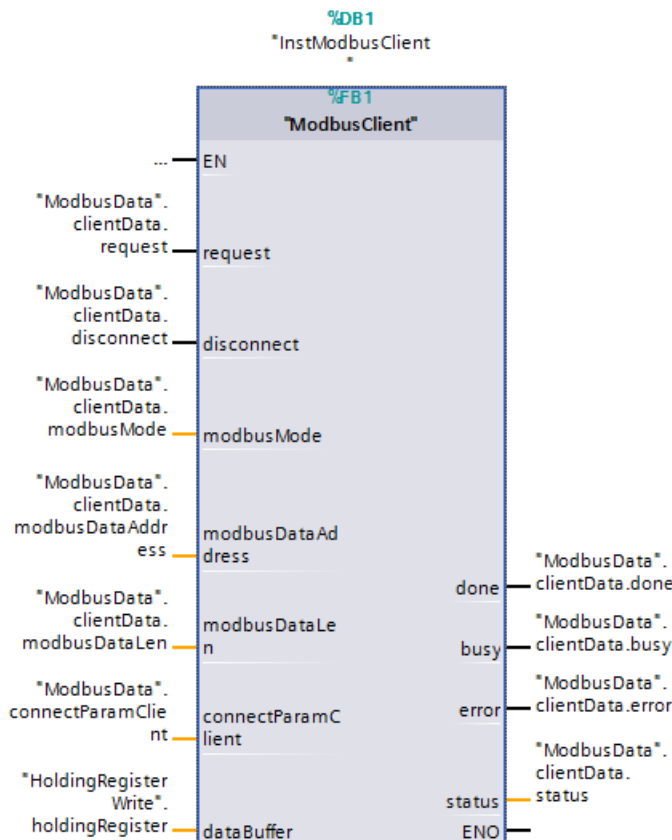 %DB1
"InstModbusClient
"
%FB1
"ModbusClient"
...
EN
"ModbusData".
clientData.
request
request
"ModbusData".
clientData.
disconnect
disconnect
"ModbusData".
clientData.
modbusMode
modbusMode
"ModbusData".
clientData.
modbusDataAddr
ess
modbusDataAd
dress
"ModbusData".
clientData.
modbusDataLen
modbusDataLe
n
"ModbusData".
connectParamClie
nt
connectParamC
lient
"HoldingRegister
Write".
holdingRegister
dataBuffer
done
"ModbusData".
clientData.done
busy
"ModbusData".
clientData.busy
error
"ModbusData".
clientData.error
status
"ModbusData".
clientData.
status
ENO